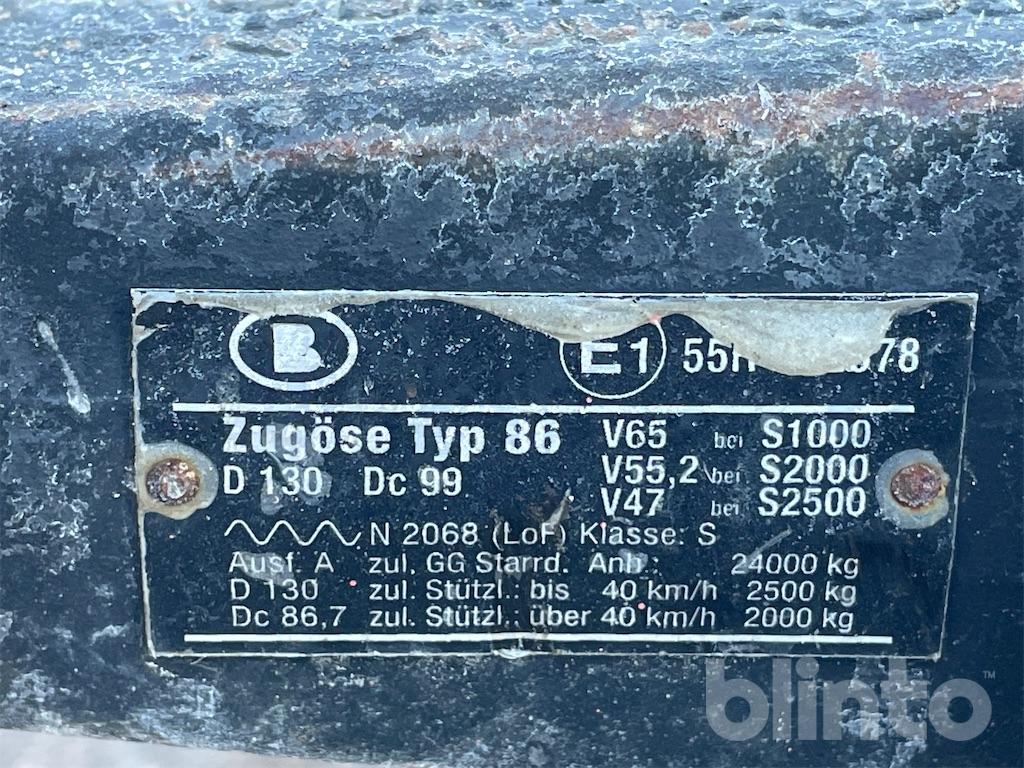 B E1 55R
Zugöse Typ 86 V65 bei S1000
D 130 Dc 99 V55,2 bei S2000
V47 bei S2500
N 2068 (LoF) Klasse: S
Ausf. A zul. GG Starrd. Anh.: 24000 kg
D 130 zul. Stützl.: bis 40 km/h 2500 kg
Dc 86,7 zul. Stützl.: über 40 km/h 2000 kg
blinto™